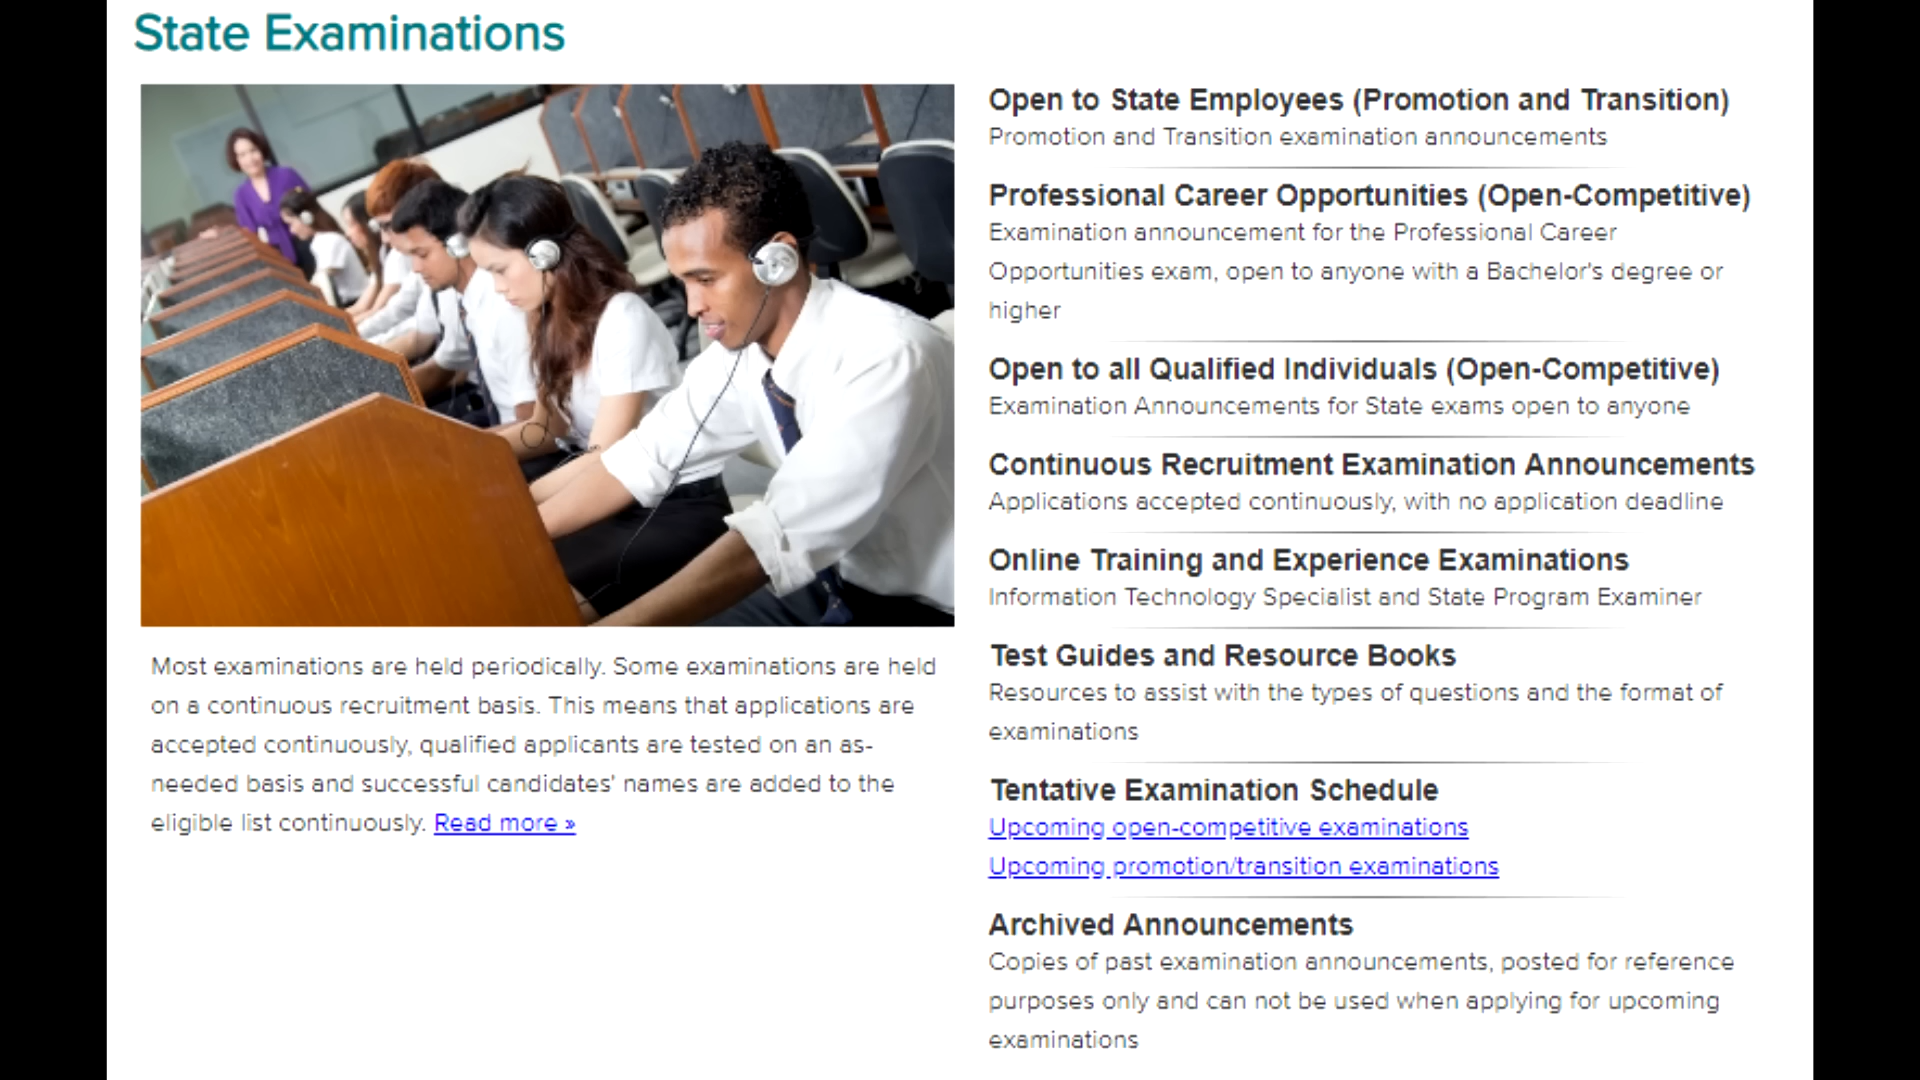 State Examinations
Most examinations are held periodically. Some examinations are held
on a continuous recruitment basis. This means that applications are
accepted continuously, qualified applicants are tested on an as-
needed basis and successful candidates' names are added to the
eligible list continuously. Read more »
Open to State Employees (Promotion and Transition)
Promotion and Transition examination announcements
Professional Career Opportunities (Open-Competitive)
Examination announcement for the Professional Career
Opportunities exam, open to anyone with a Bachelor's degree or
higher
Open to all Qualified Individuals (Open-Competitive)
Examination Announcements for State exams open to anyone
Continuous Recruitment Examination Announcements
Applications accepted continuously, with no application deadline
Online Training and Experience Examinations
Information Technology Specialist and State Program Examiner
Test Guides and Resource Books
Resources to assist with the types of questions and the format of
examinations
Tentative Examination Schedule
Upcoming open-competitive examinations
Upcoming promotion/transition examinations
Archived Announcements
Copies of past examination announcements, posted for reference
purposes only and can not be used when applying for upcoming
examinations